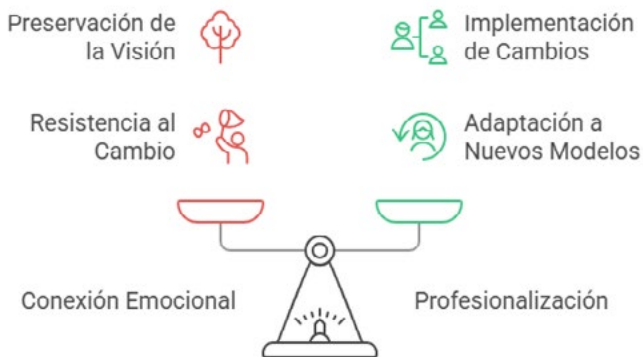 Preservación de
la Visión
Implementación
de Cambios
Resistencia al
Cambio
Adaptación a
Nuevos Modelos
Conexión Emocional
Profesionalización